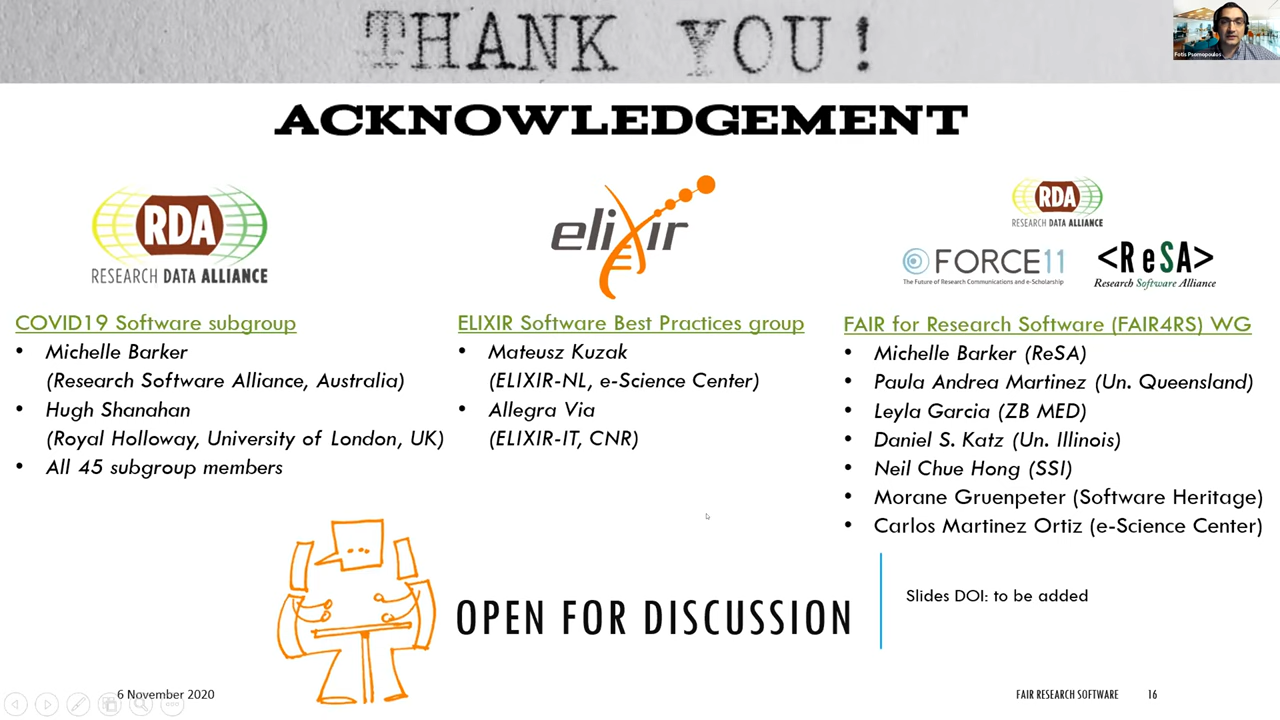 THANK YOU!
Fotis Psomopoulos
ACKNOWLEDGEMENT
RDA
RESEARCH DATA ALLIANCE
elixir
RDA
RESEARCH DATA ALLIANCE
FORCE11
The Future of Research Communications and e-Scholarship
<ReSA>
Research Software Alliance
COVID19 Software subgroup
• Michelle Barker
(Research Software Alliance, Australia)
• Hugh Shanahan
(Royal Holloway, University of London, UK)
• All 45 subgroup members
ELIXIR Software Best Practices group
• Mateusz Kuzak
(ELIXIR-NL, e-Science Center)
• Allegra Via
(ELIXIR-IT, CNR)
FAIR for Research Software (FAIR4RS) WG
• Michelle Barker (ReSA)
• Paula Andrea Martinez (Un. Queensland)
• Leyla Garcia (ZB MED)
• Daniel S. Katz (Un. Illinois)
• Neil Chue Hong (SSI)
• Morane Gruenpeter (Software Heritage)
• Carlos Martinez Ortiz (e-Science Center)
...
OPEN FOR DISCUSSION
Slides DOI: to be added
6 November 2020
FAIR RESEARCH SOFTWARE
16